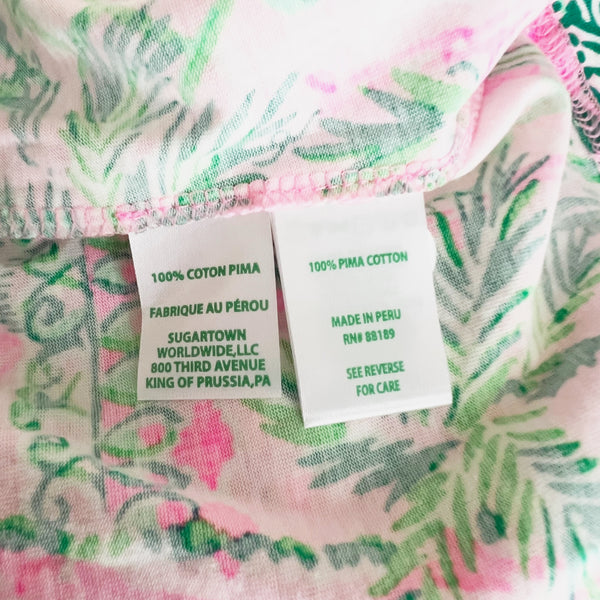 100% COTON PIMA
FABRIQUE AU PÉROU
SUGARTOWN
WORLDWIDE,LLC
800 THIRD AVENUE
KING OF PRUSSIA,PA
100% PIMA COTTON
MADE IN PERU
RN# 88189
SEE REVERSE
FOR CARE